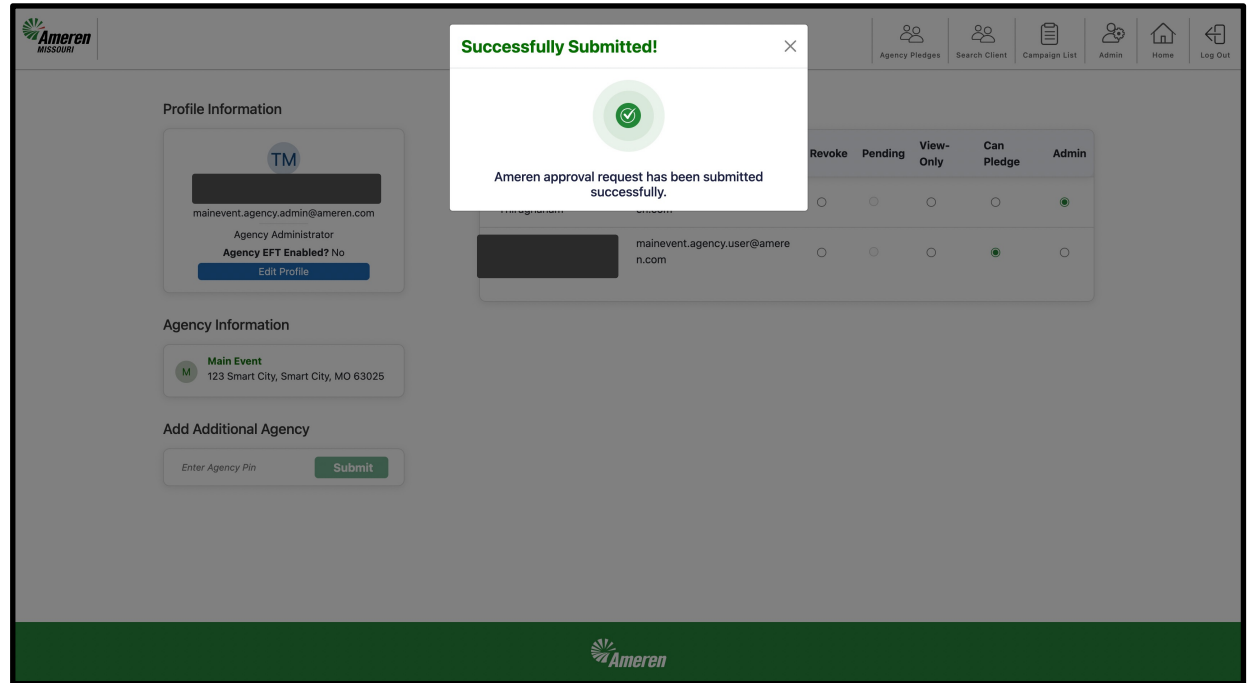 Ameren
MISSOURI
Successfully Submitted!
Agency Pledges
Search Client
Campaign List
Admin
Home
Log Out
Ameren approval request has been submitted
successfully.
Profile Information
TM
mainevent.agency.admin@ameren.com
Agency Administrator
Agency EFT Enabled? No
Edit Profile
Revoke
Pending
View-
Only
Can
Pledge
Admin
en.com
mainevent.agency.user@amere
n.com
Agency Information
M
Main Event
123 Smart City, Smart City, MO 63025
Add Additional Agency
Enter Agency Pin
Submit
Ameren